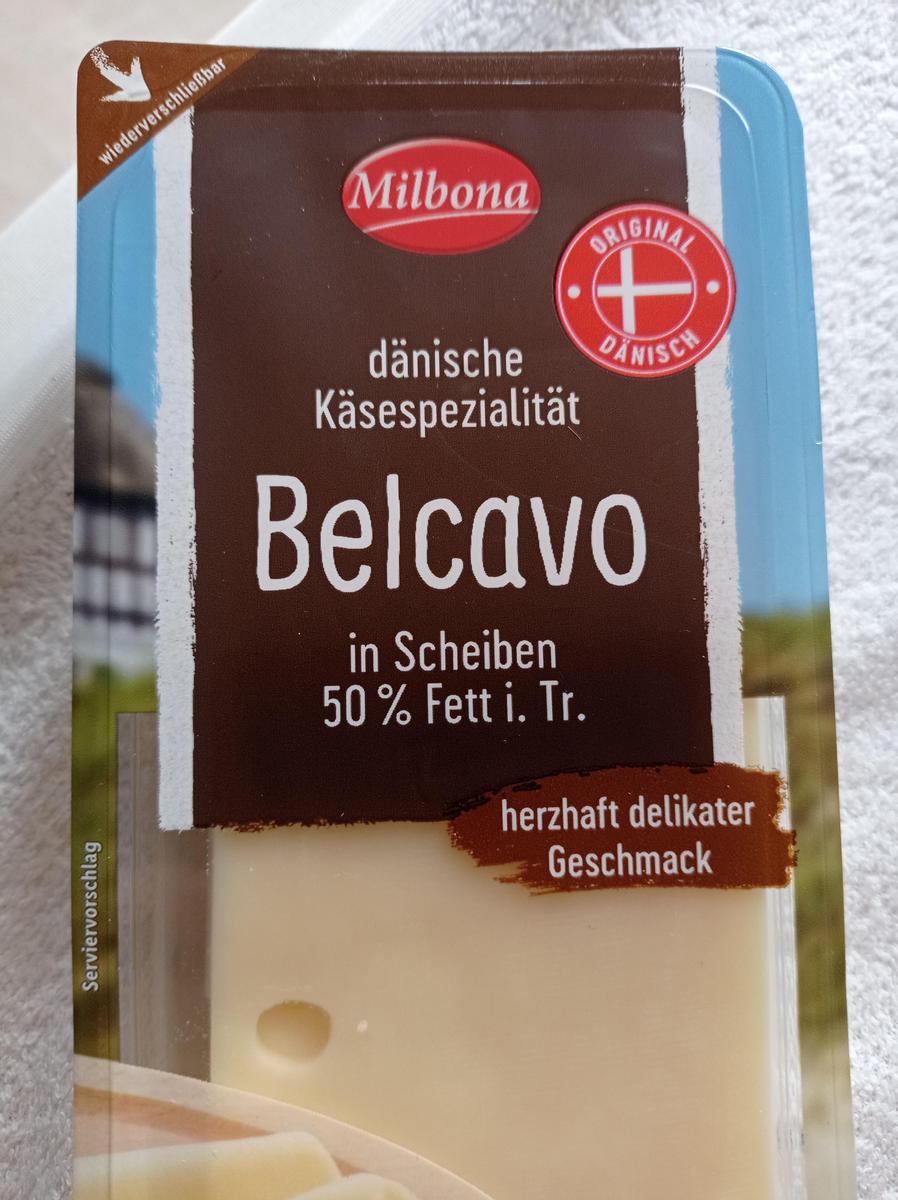 wiederverschließbar
Milbona
ORIGINAL
DÄNISCH
dänische
Käsespezialität
Belcavo
in Scheiben
50 % Fett i. Tr.
herzhaft delikater
Geschmack
Serviervorschlag